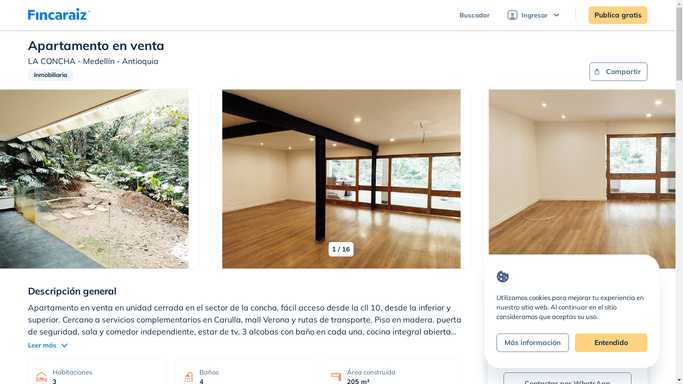 Fincaraiz
Buscador
Ingresar
Publica gratis
Apartamento en venta
LA CONCHA - Medellín - Antioquia
Inmobiliaria
Compartir
1 / 16
Descripción general
Apartamento en venta en unidad cerrada en el sector de la concha, fácil acceso desde la cll 10, desde la inferior y
superior. Cercano a servicios complementarios en Carulla, mall Verona y rutas de transporte. Piso en madera, puerta
de seguridad, sala y comedor independiente, estar de tv, 3 alcobas con baño en cada una, cocina integral abierta...
Leer más
Habitaciones
3
Baños
4
Área construida
205 m²
Utilizamos cookies para mejorar tu experiencia en
nuestro sitio web. Al continuar en el sitio
consideramos que aceptas su uso.
Más información
Entendido
Contactar por WhatsApp